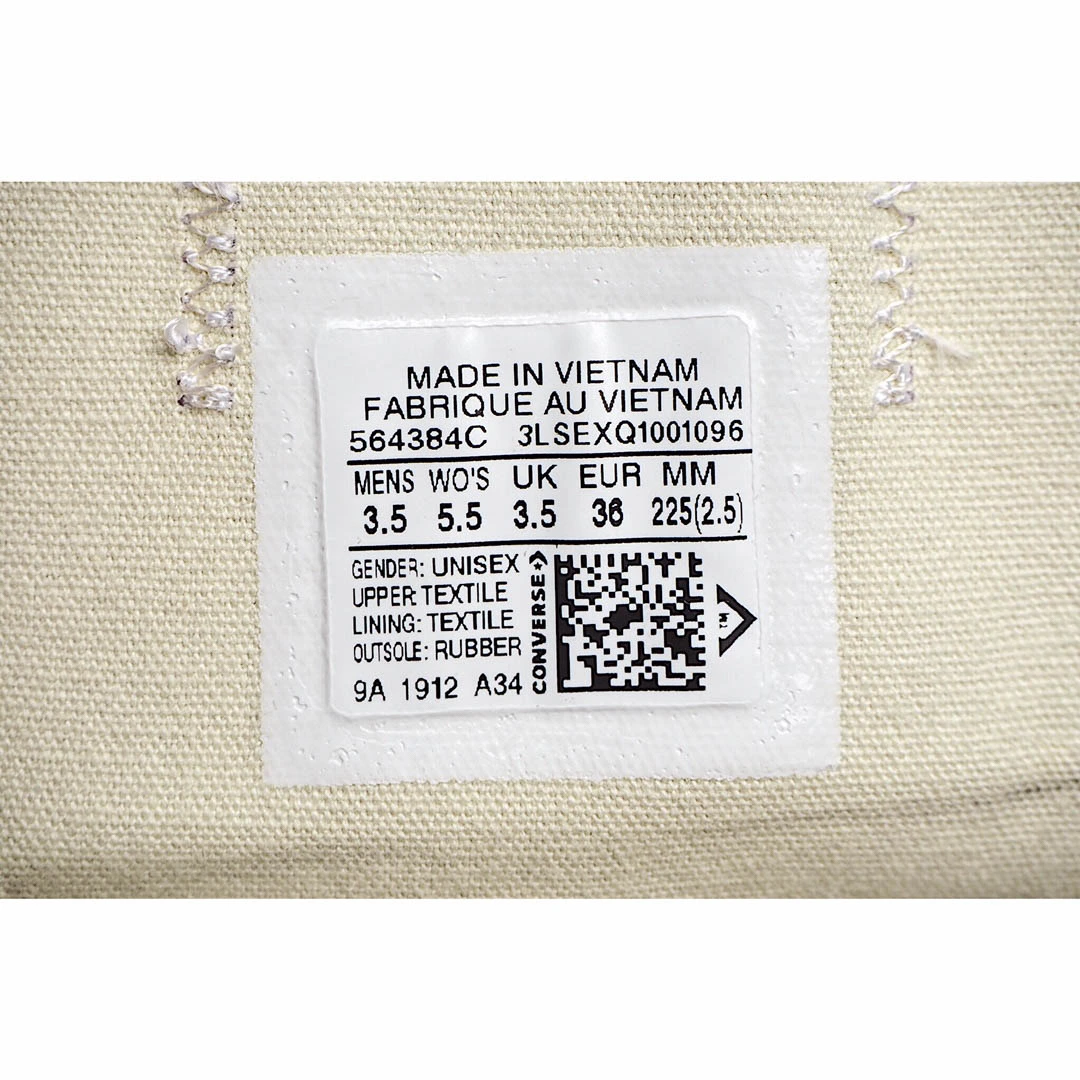 MADE IN VIETNAM
FABRIQUE AU VIETNAM
564384C 3LSEXQ1001096
MENS WO'S UK EUR MM
3.5 5.5 3.5 36 225(2.5)
GENDER: UNISEX
UPPER: TEXTILE
LINING: TEXTILE
OUTSOLE: RUBBER
9A 1912 A34
CONVERSE
TM